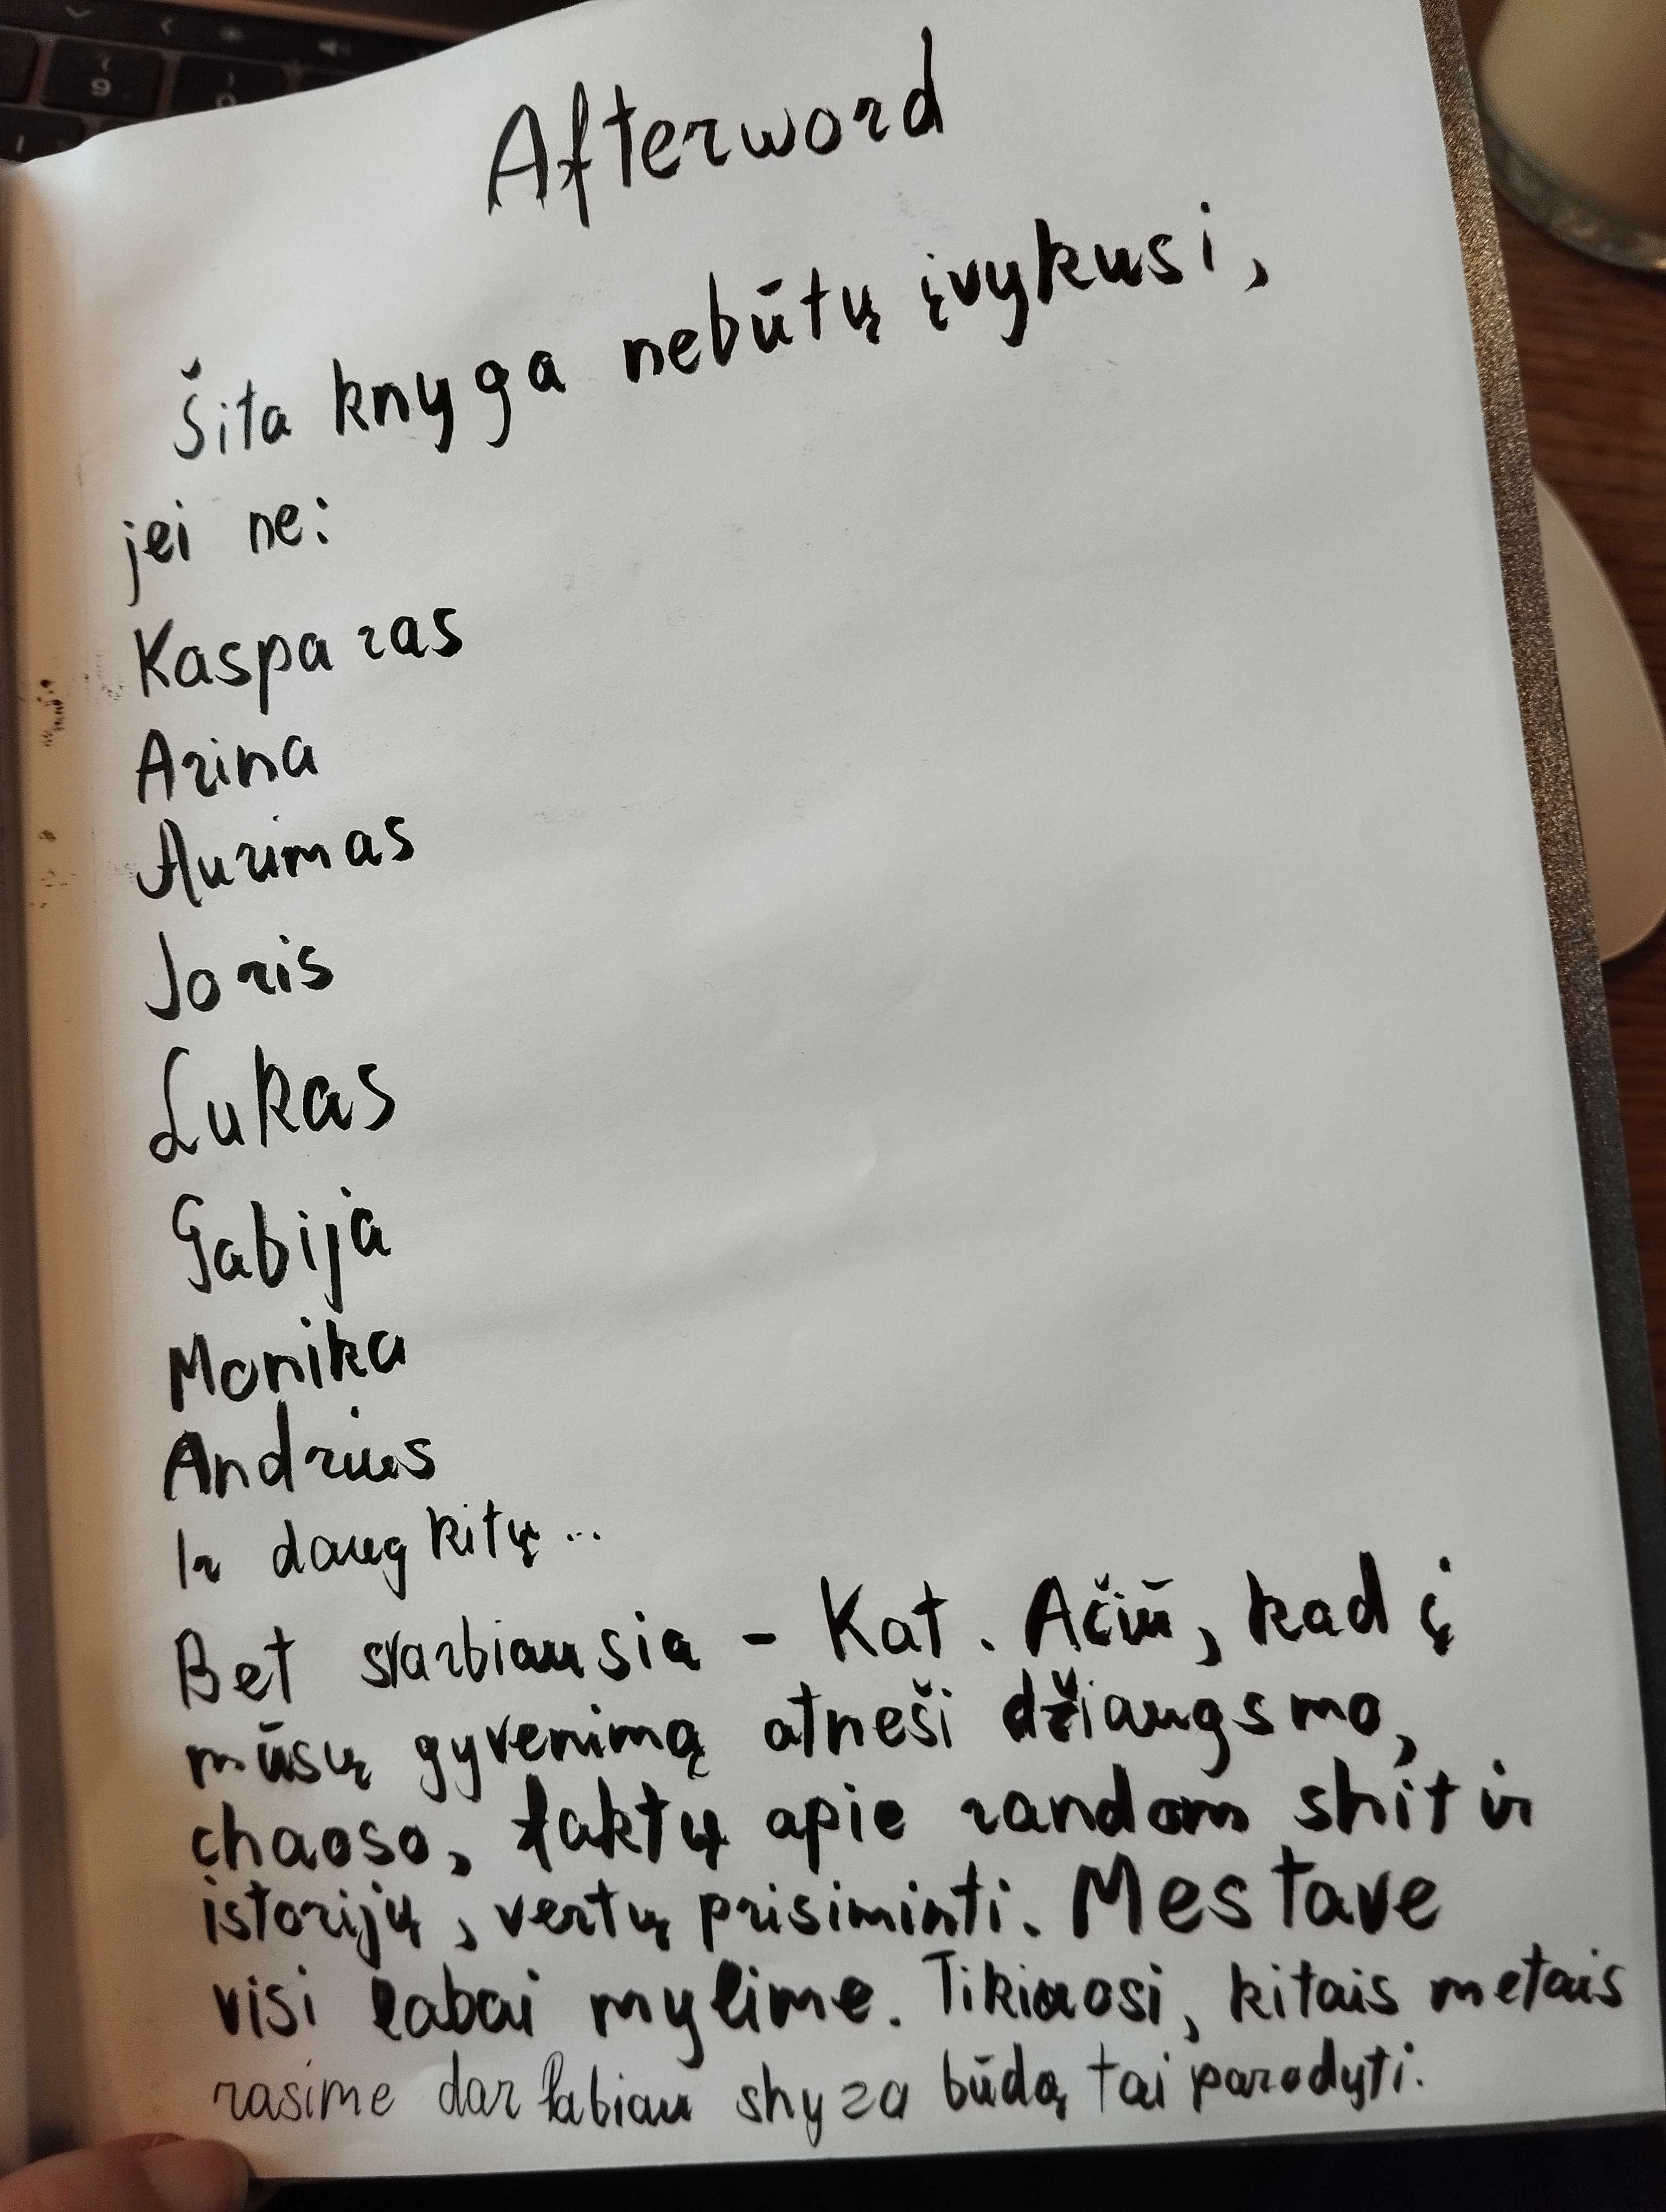 Afterword
Šita knyga nebūtų įvykusi,
jei ne:
Kasparas
Arina
Aurimas
Joris
Lukas
Gabija
Monika
Andrius
Ir daug kitų...
Bet svarbiausia - Kat. Ačiū, kad į
mūsų gyvenimą atneši džiaugsmo,
chaoso, faktų apie random shit ir
istorijų, vertų prisiminti. Mes tave
visi labai mylime. Tikiuosi, kitais metais
rasime dar labiau shyza būdą tai parodyti.